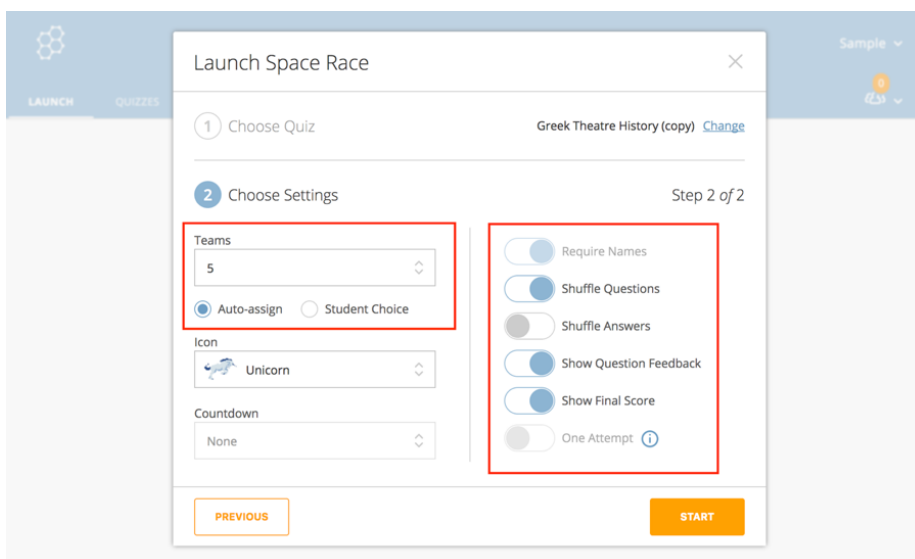 Sample
0
LAUNCH
QUIZZES
Launch Space Race
1 Choose Quiz
Greek Theatre History (copy) Change
2 Choose Settings
Step 2 of 2
Teams
5
Auto-assign
Student Choice
Icon
Unicorn
Countdown
None
Require Names
Shuffle Questions
Shuffle Answers
Show Question Feedback
Show Final Score
One Attempt i
PREVIOUS
START